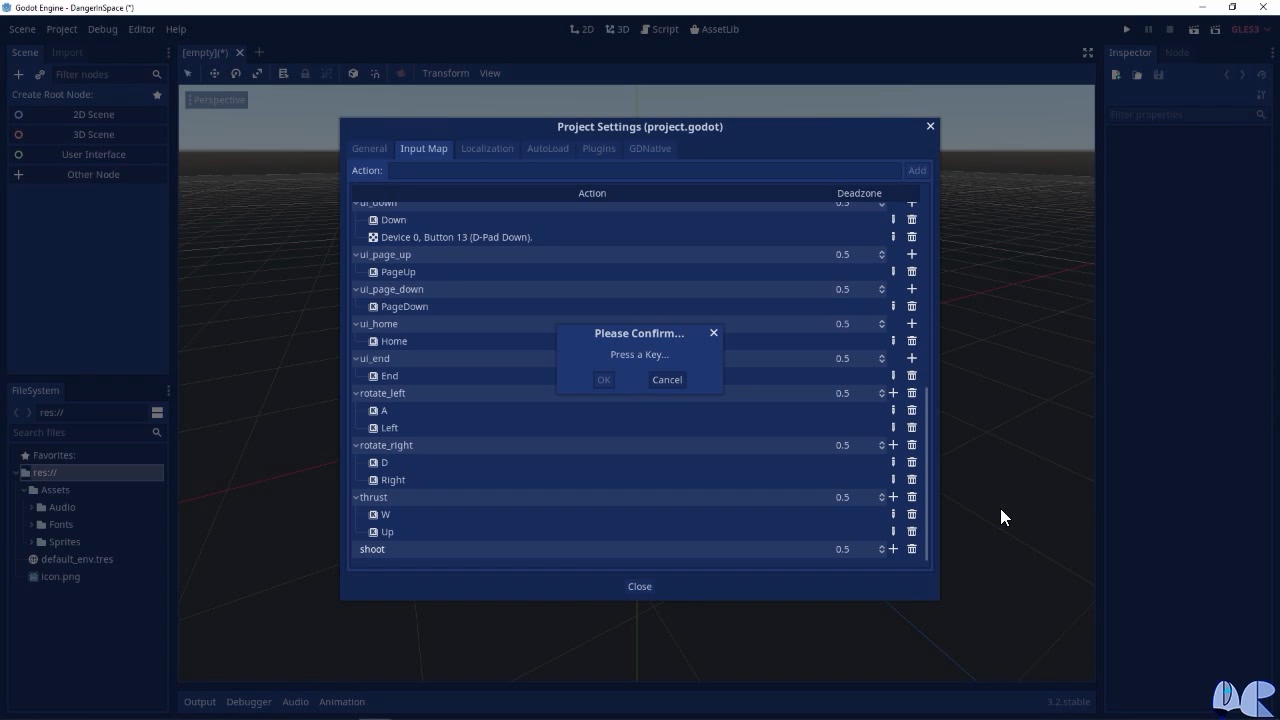 Godot Engine - DangerInSpace (*)
Scene Project Debug Editor Help
2D 3D Script AssetLib
GLES3
Scene Import
[empty](*)
Inspector Node
Filter nodes
Transform View
Create Root Node:
Perspective
2D Scene
Filter properties
3D Scene
User Interface
Other Node
Project Settings (project.godot)
General Input Map Localization AutoLoad Plugins GDNative
Action: Add
Action Deadzone
ui_down 0.5
Down
Device 0, Button 13 (D-Pad Down).
ui_page_up 0.5
PageUp
ui_page_down 0.5
PageDown
ui_home 0.5
Home
ui_end 0.5
End
rotate_left 0.5
A
Left
rotate_right 0.5
D
Right
thrust 0.5
W
Up
shoot 0.5
Close
Please Confirm...
Press a Key...
OK Cancel
FileSystem
res://
Search files
Favorites:
res://
Assets
Audio
Fonts
Sprites
default_env.tres
icon.png
Output Debugger Audio Animation
3.2.stable
DR